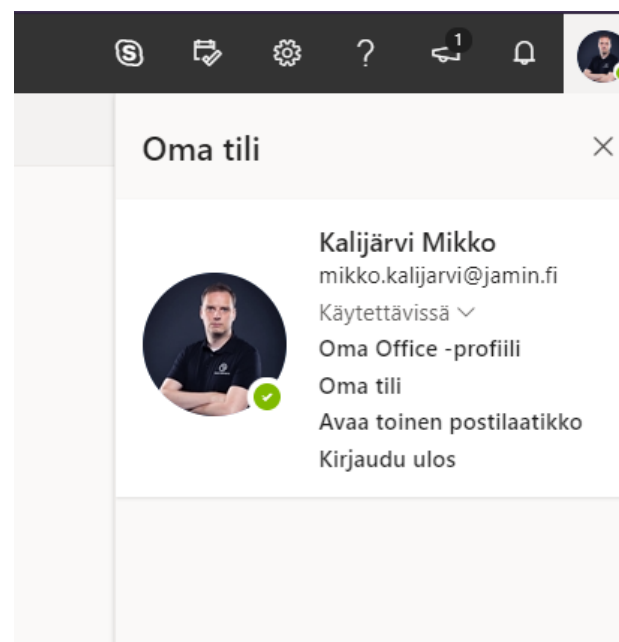 1
Oma tili
Kalijärvi Mikko
mikko.kalijarvi@jamin.fi
Käytettävissä
Oma Office -profiili
Oma tili
Avaa toinen postilaatikko
Kirjaudu ulos